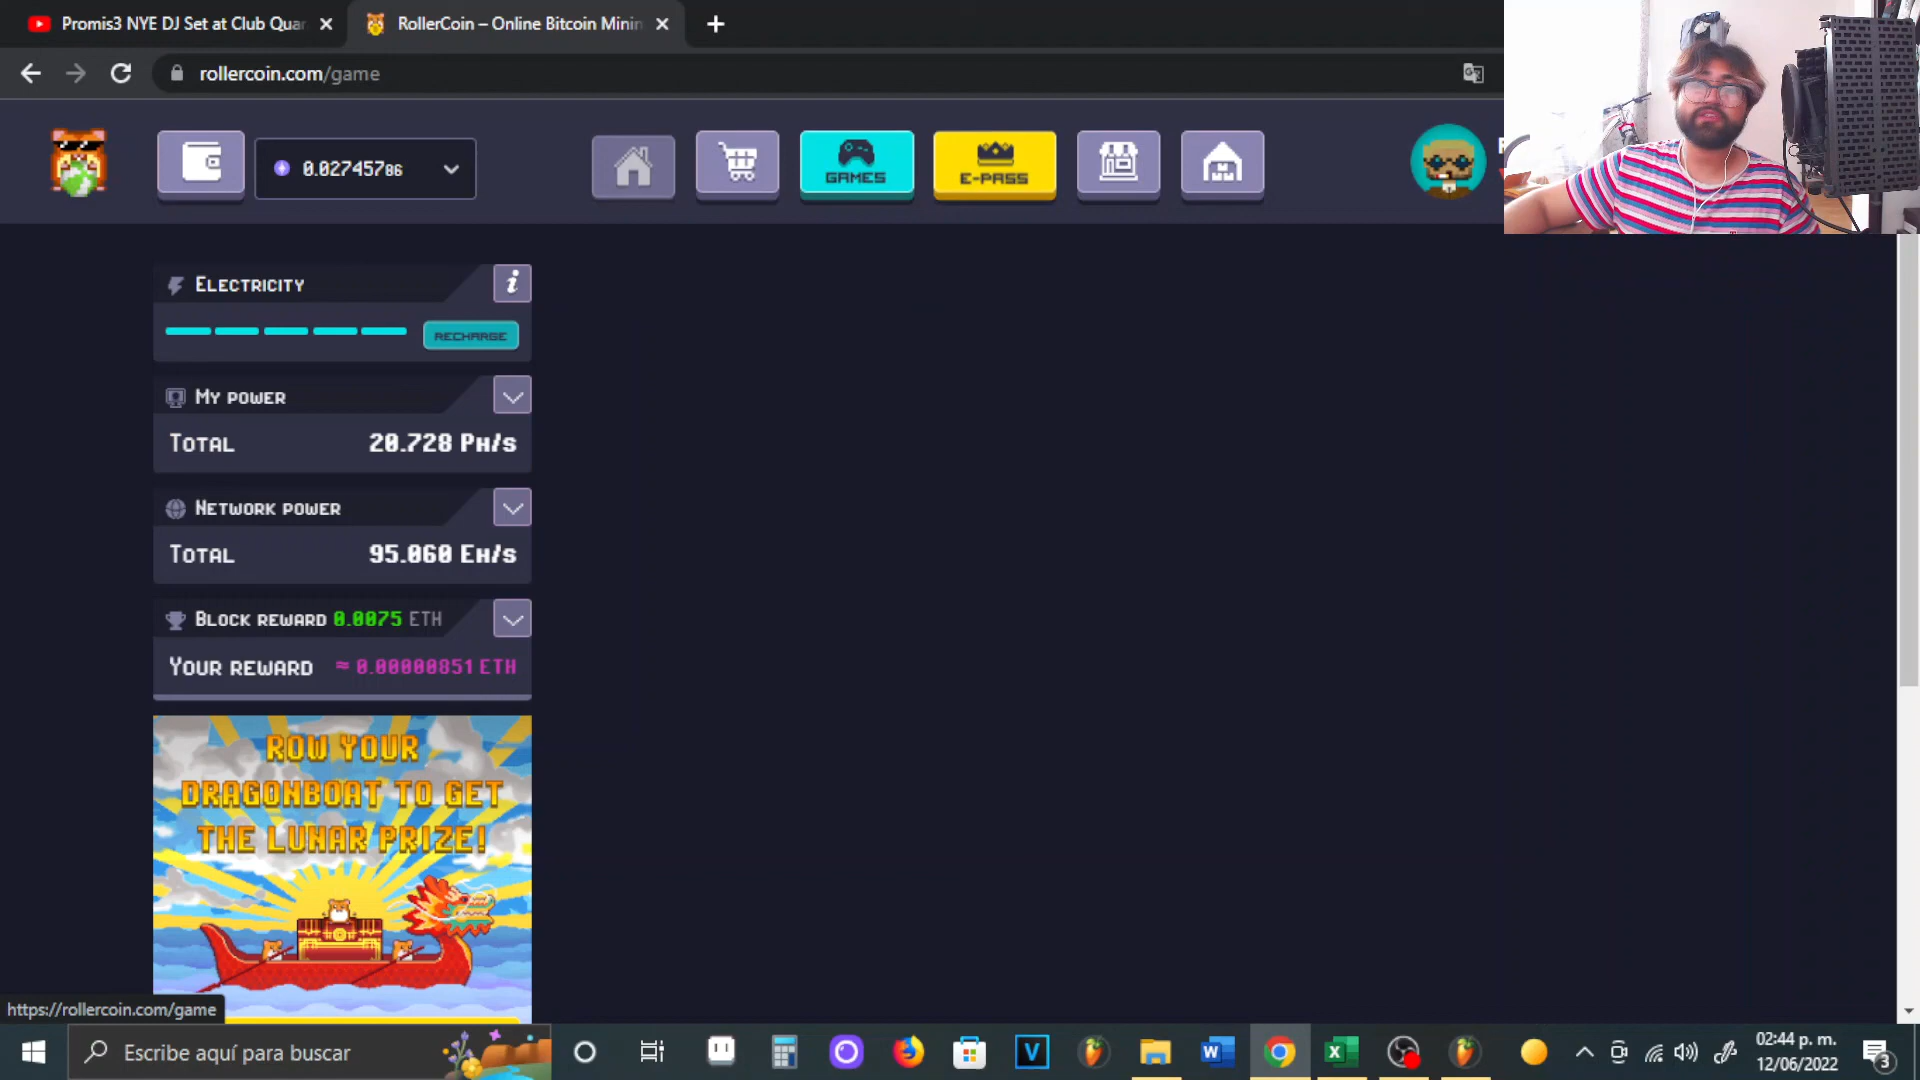 Promis3 NYE DJ Set at Club Quar
RollerCoin – Online Bitcoin Minin
rollercoin.com/game
0.02745786
GAMES
E-PASS
Electricity
RECHARGE
My power
Total 20.728 Ph/s
Network power
Total 95.060 Eh/s
Block reward 0.0075 ETH
Your reward ≈ 0.00000851 ETH
ROW YOUR
DRAGONBOAT TO GET
THE LUNAR PRIZE!
https://rollercoin.com/game
Escribe aquí para buscar
02:44 p. m.
12/06/2022
3